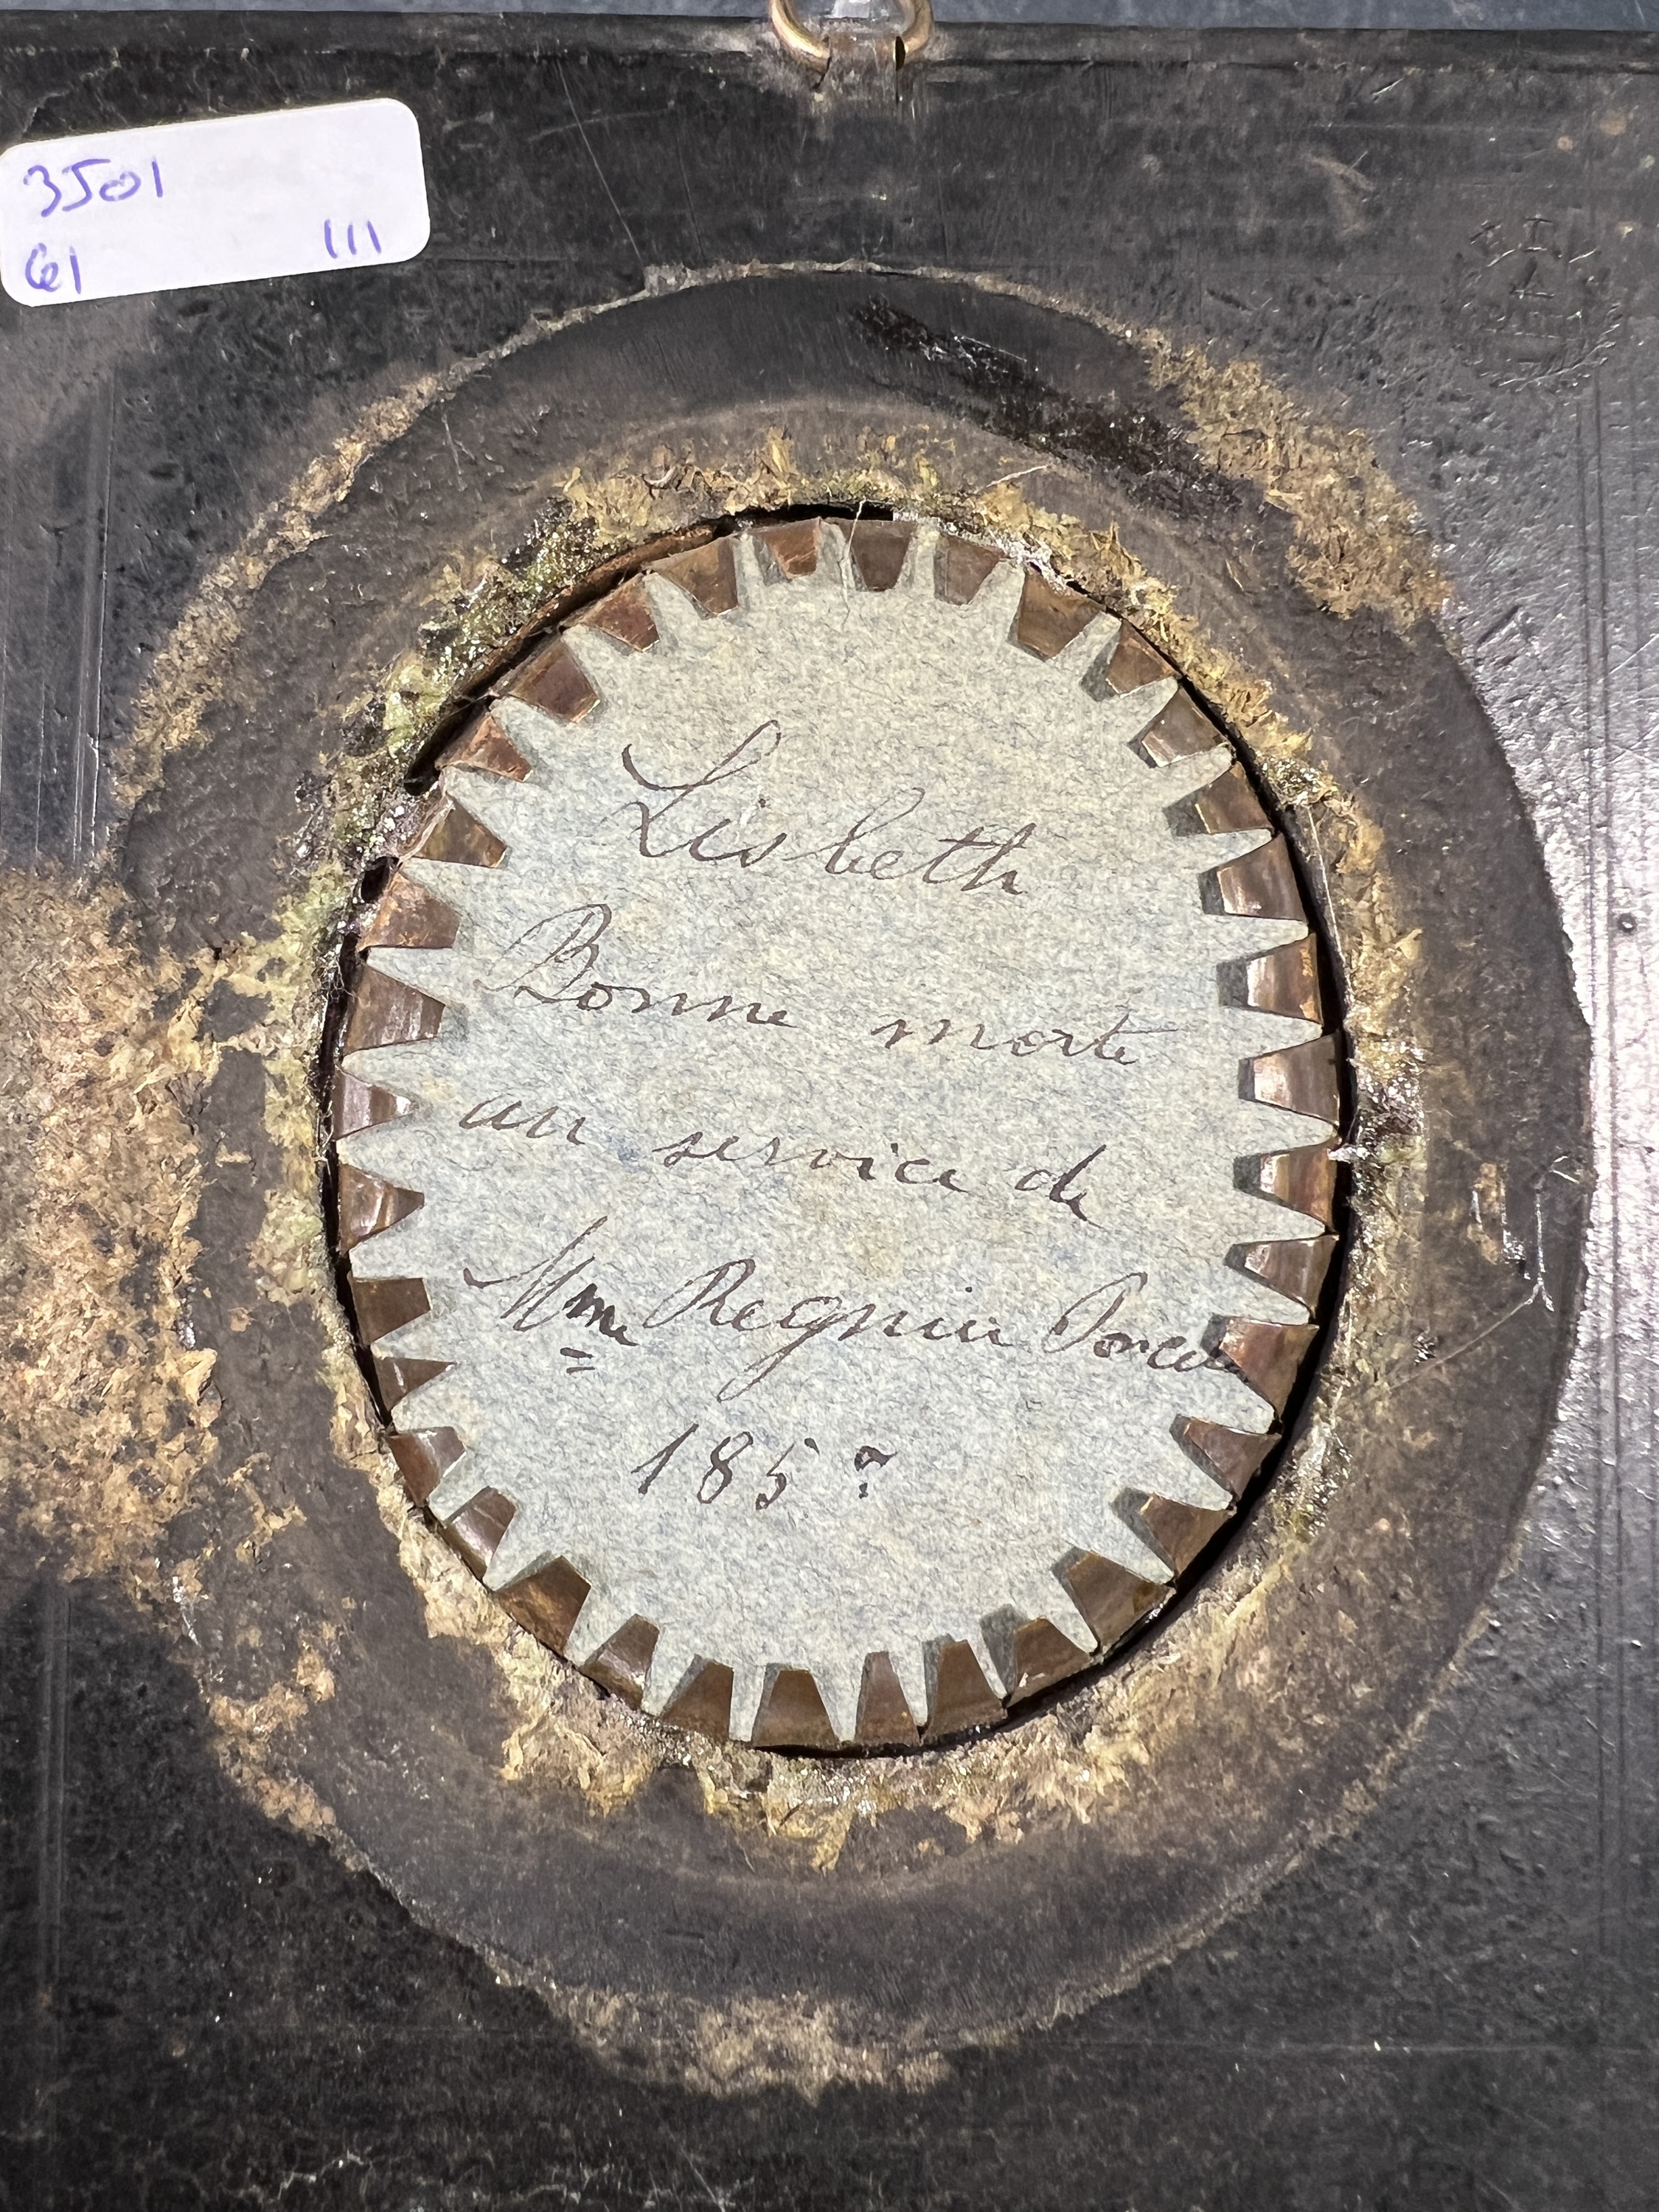 3501
61 111
Lisbeth
Bonne morte
au service de
Mme Regnier
185?